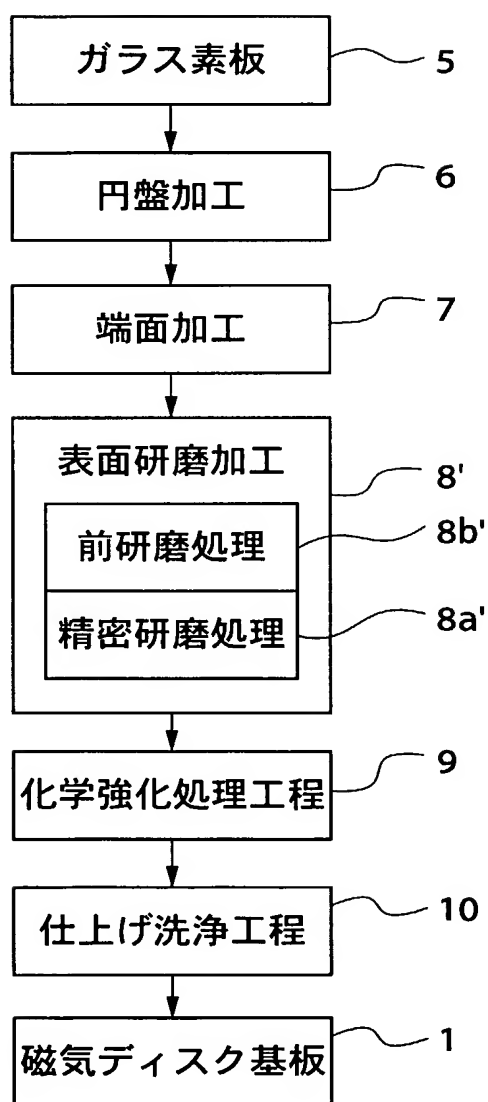 ガラス素板 5
円盤加工 6
端面加工 7
表面研磨加工 8'
前研磨処理 8b'
精密研磨処理 8a'
化学強化処理工程 9
仕上げ洗浄工程 10
磁気ディスク基板 1